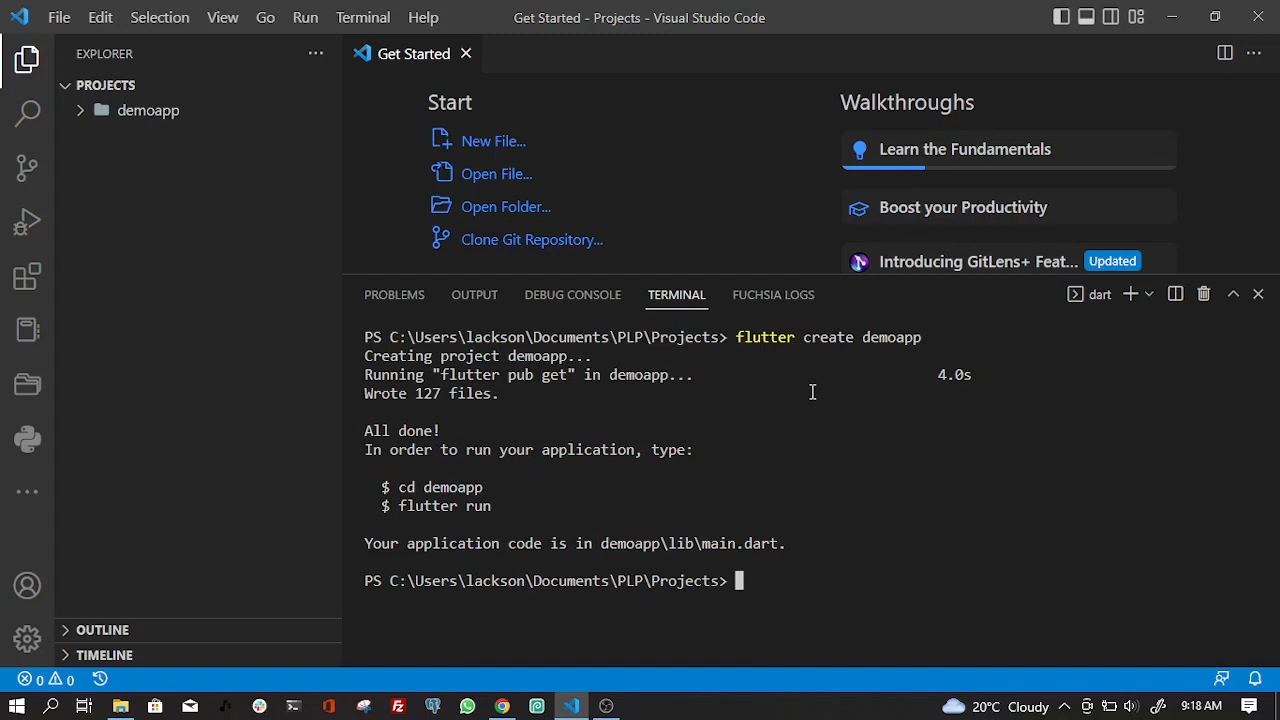 File Edit Selection View Go Run Terminal Help
Get Started - Projects - Visual Studio Code
EXPLORER
PROJECTS
demoapp
OUTLINE
TIMELINE
Get Started
Start
New File...
Open File...
Open Folder...
Clone Git Repository...
Walkthroughs
Learn the Fundamentals
Boost your Productivity
Introducing GitLens+ Feat... Updated
PROBLEMS OUTPUT DEBUG CONSOLE TERMINAL FUCHSIA LOGS
dart
PS C:\Users\lackson\Documents\PLP\Projects> flutter create demoapp
Creating project demoapp...
Running "flutter pub get" in demoapp... 4.0s
Wrote 127 files.
All done!
In order to run your application, type:
$ cd demoapp
$ flutter run
Your application code is in demoapp\lib\main.dart.
PS C:\Users\lackson\Documents\PLP\Projects>
0 0
20°C Cloudy 9:18 AM